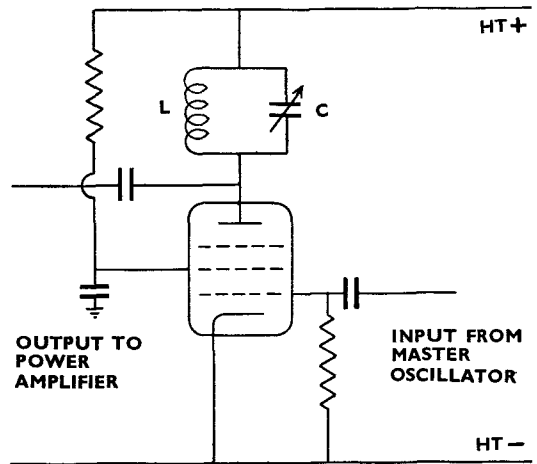 HT+
L
C
OUTPUT TO
POWER
AMPLIFIER
INPUT FROM
MASTER
OSCILLATOR
HT−